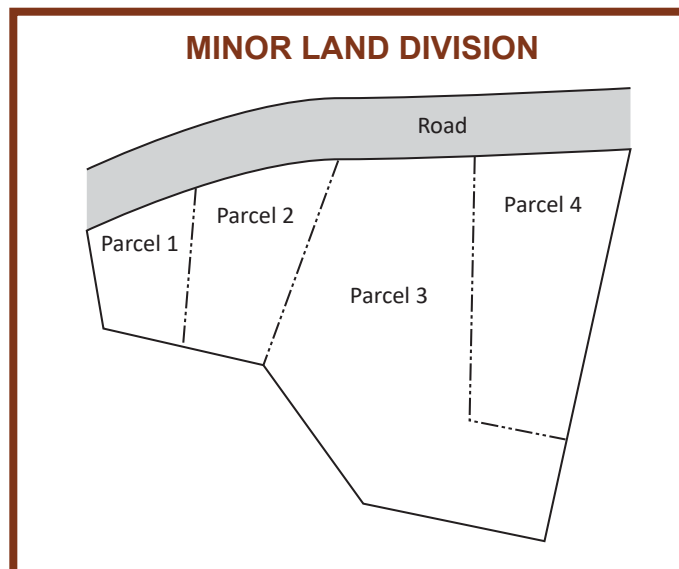 MINOR LAND DIVISION
Road
Parcel 1
Parcel 2
Parcel 3
Parcel 4